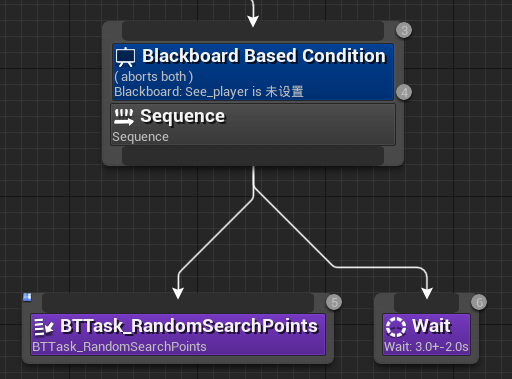 3
Blackboard Based Condition
( aborts both )
Blackboard: See_player is 未设置
4
Sequence
Sequence
5
BTTask_RandomSearchPoints
BTTask_RandomSearchPoints
6
Wait
Wait: 3.0+-2.0s